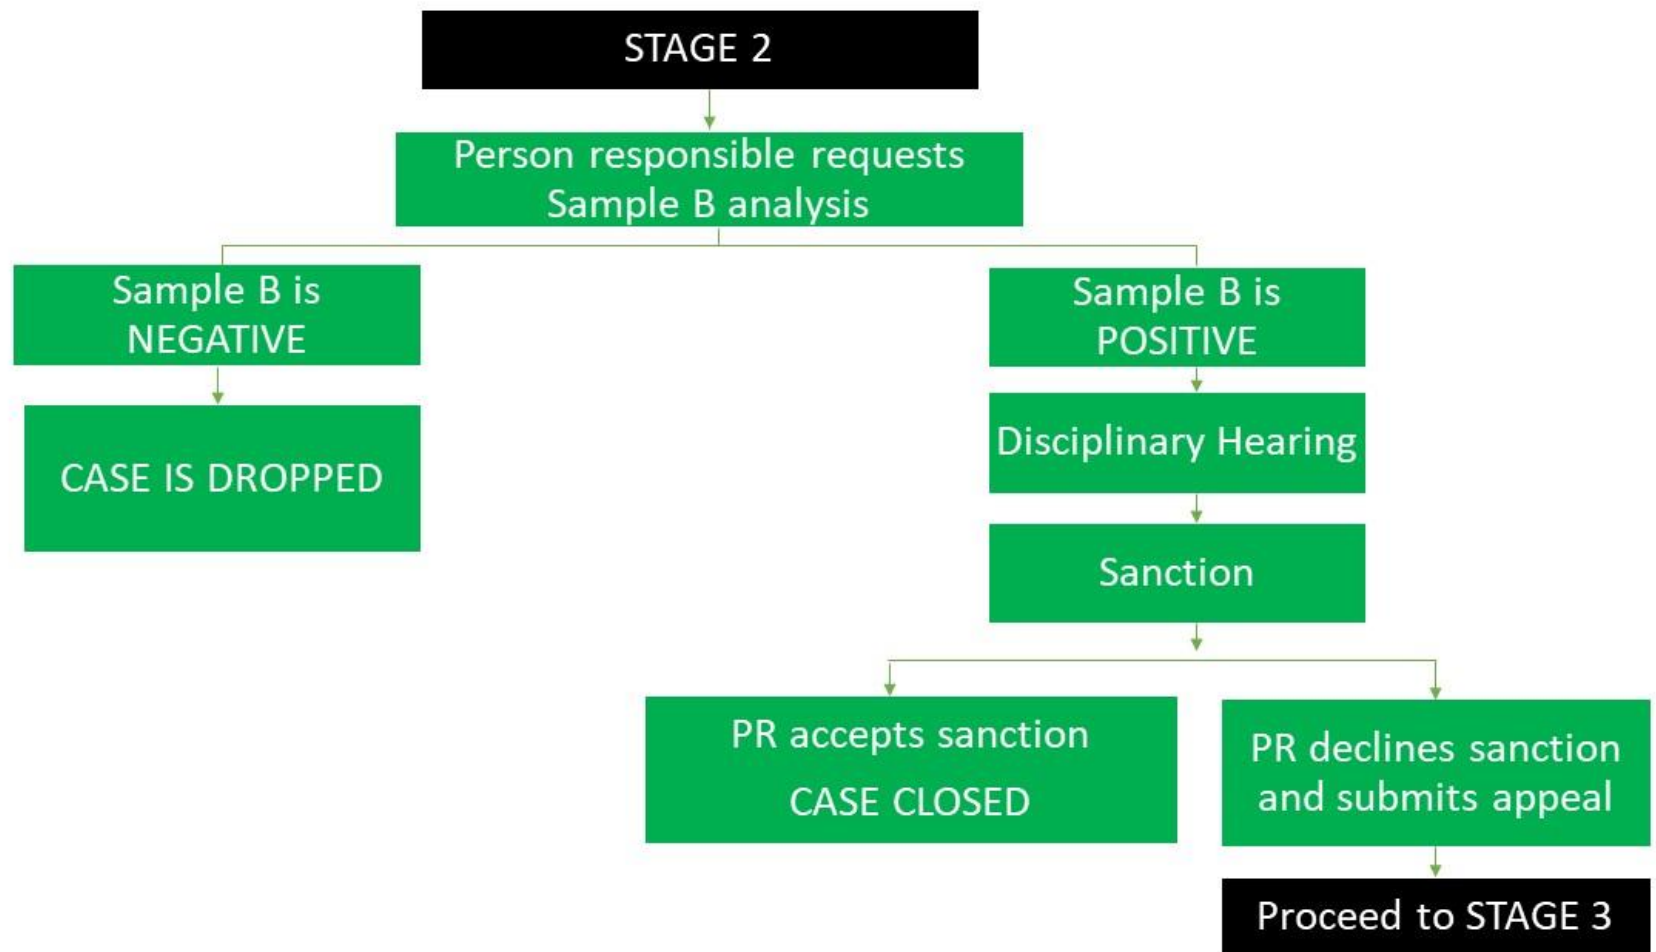 STAGE 2
Person responsible requests
Sample B analysis
Sample B is
NEGATIVE
CASE IS DROPPED
Sample B is
POSITIVE
Disciplinary Hearing
Sanction
PR accepts sanction
CASE CLOSED
PR declines sanction
and submits appeal
Proceed to STAGE 3